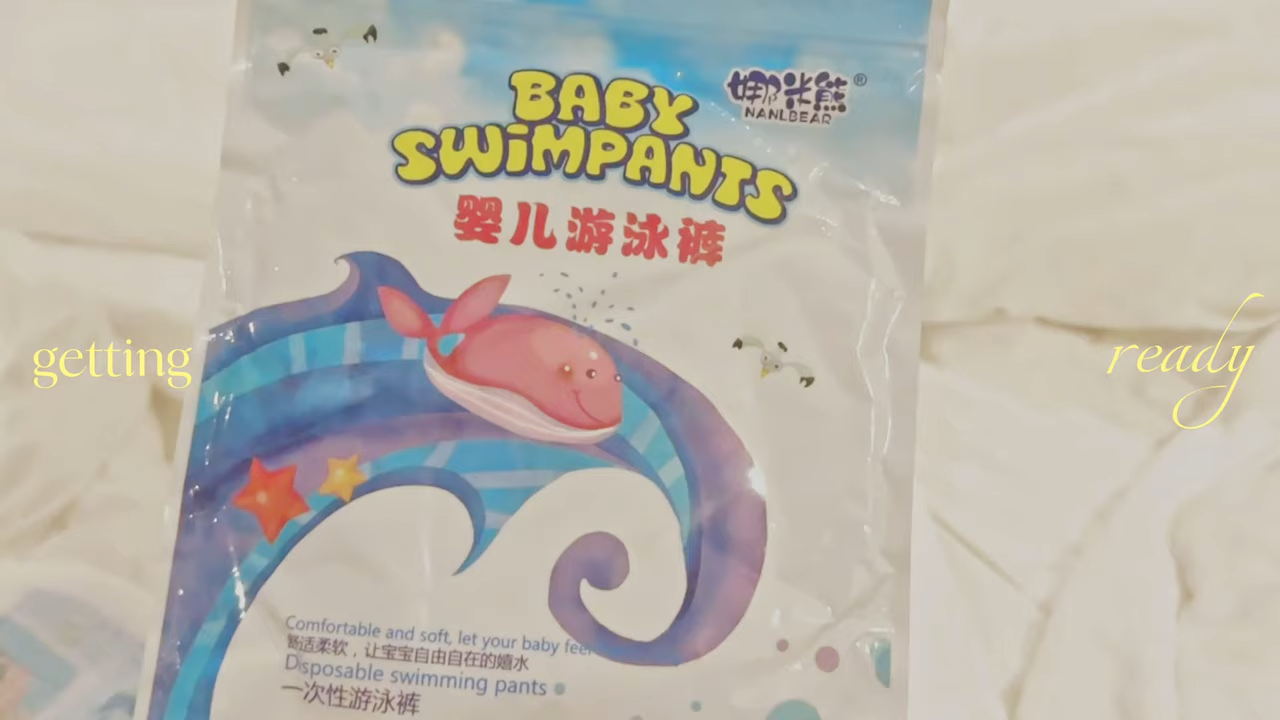 娜米熊®
NANLBEAR
BABY
SWiMPANTS
婴儿游泳裤
getting
ready
Comfortable and soft, let your baby feel
舒适柔软，让宝宝自由自在的嬉水
Disposable swimming pants
一次性游泳裤